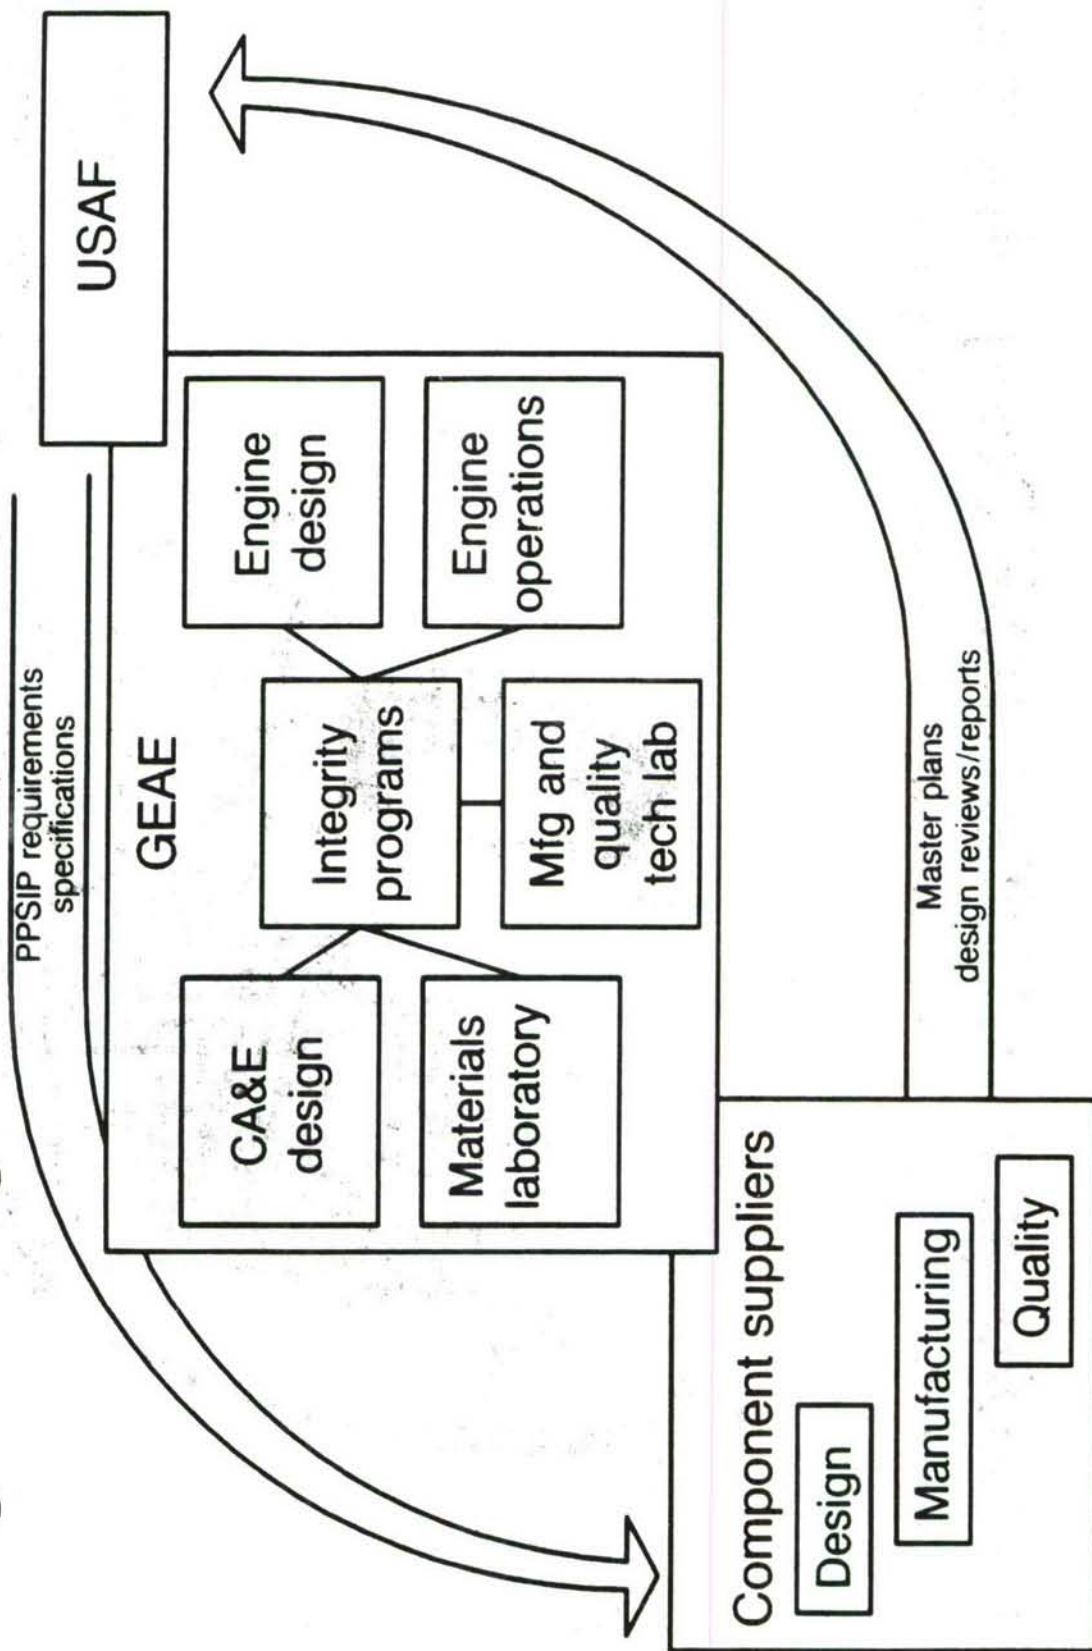 USAF
PPSIP requirements
specifications
GEAE
CA&E
design
Integrity
programs
Engine
design
Materials
laboratory
Mfg and
quality
tech lab
Engine
operations
Component suppliers
Design
Manufacturing
Quality
Master plans
design reviews/reports